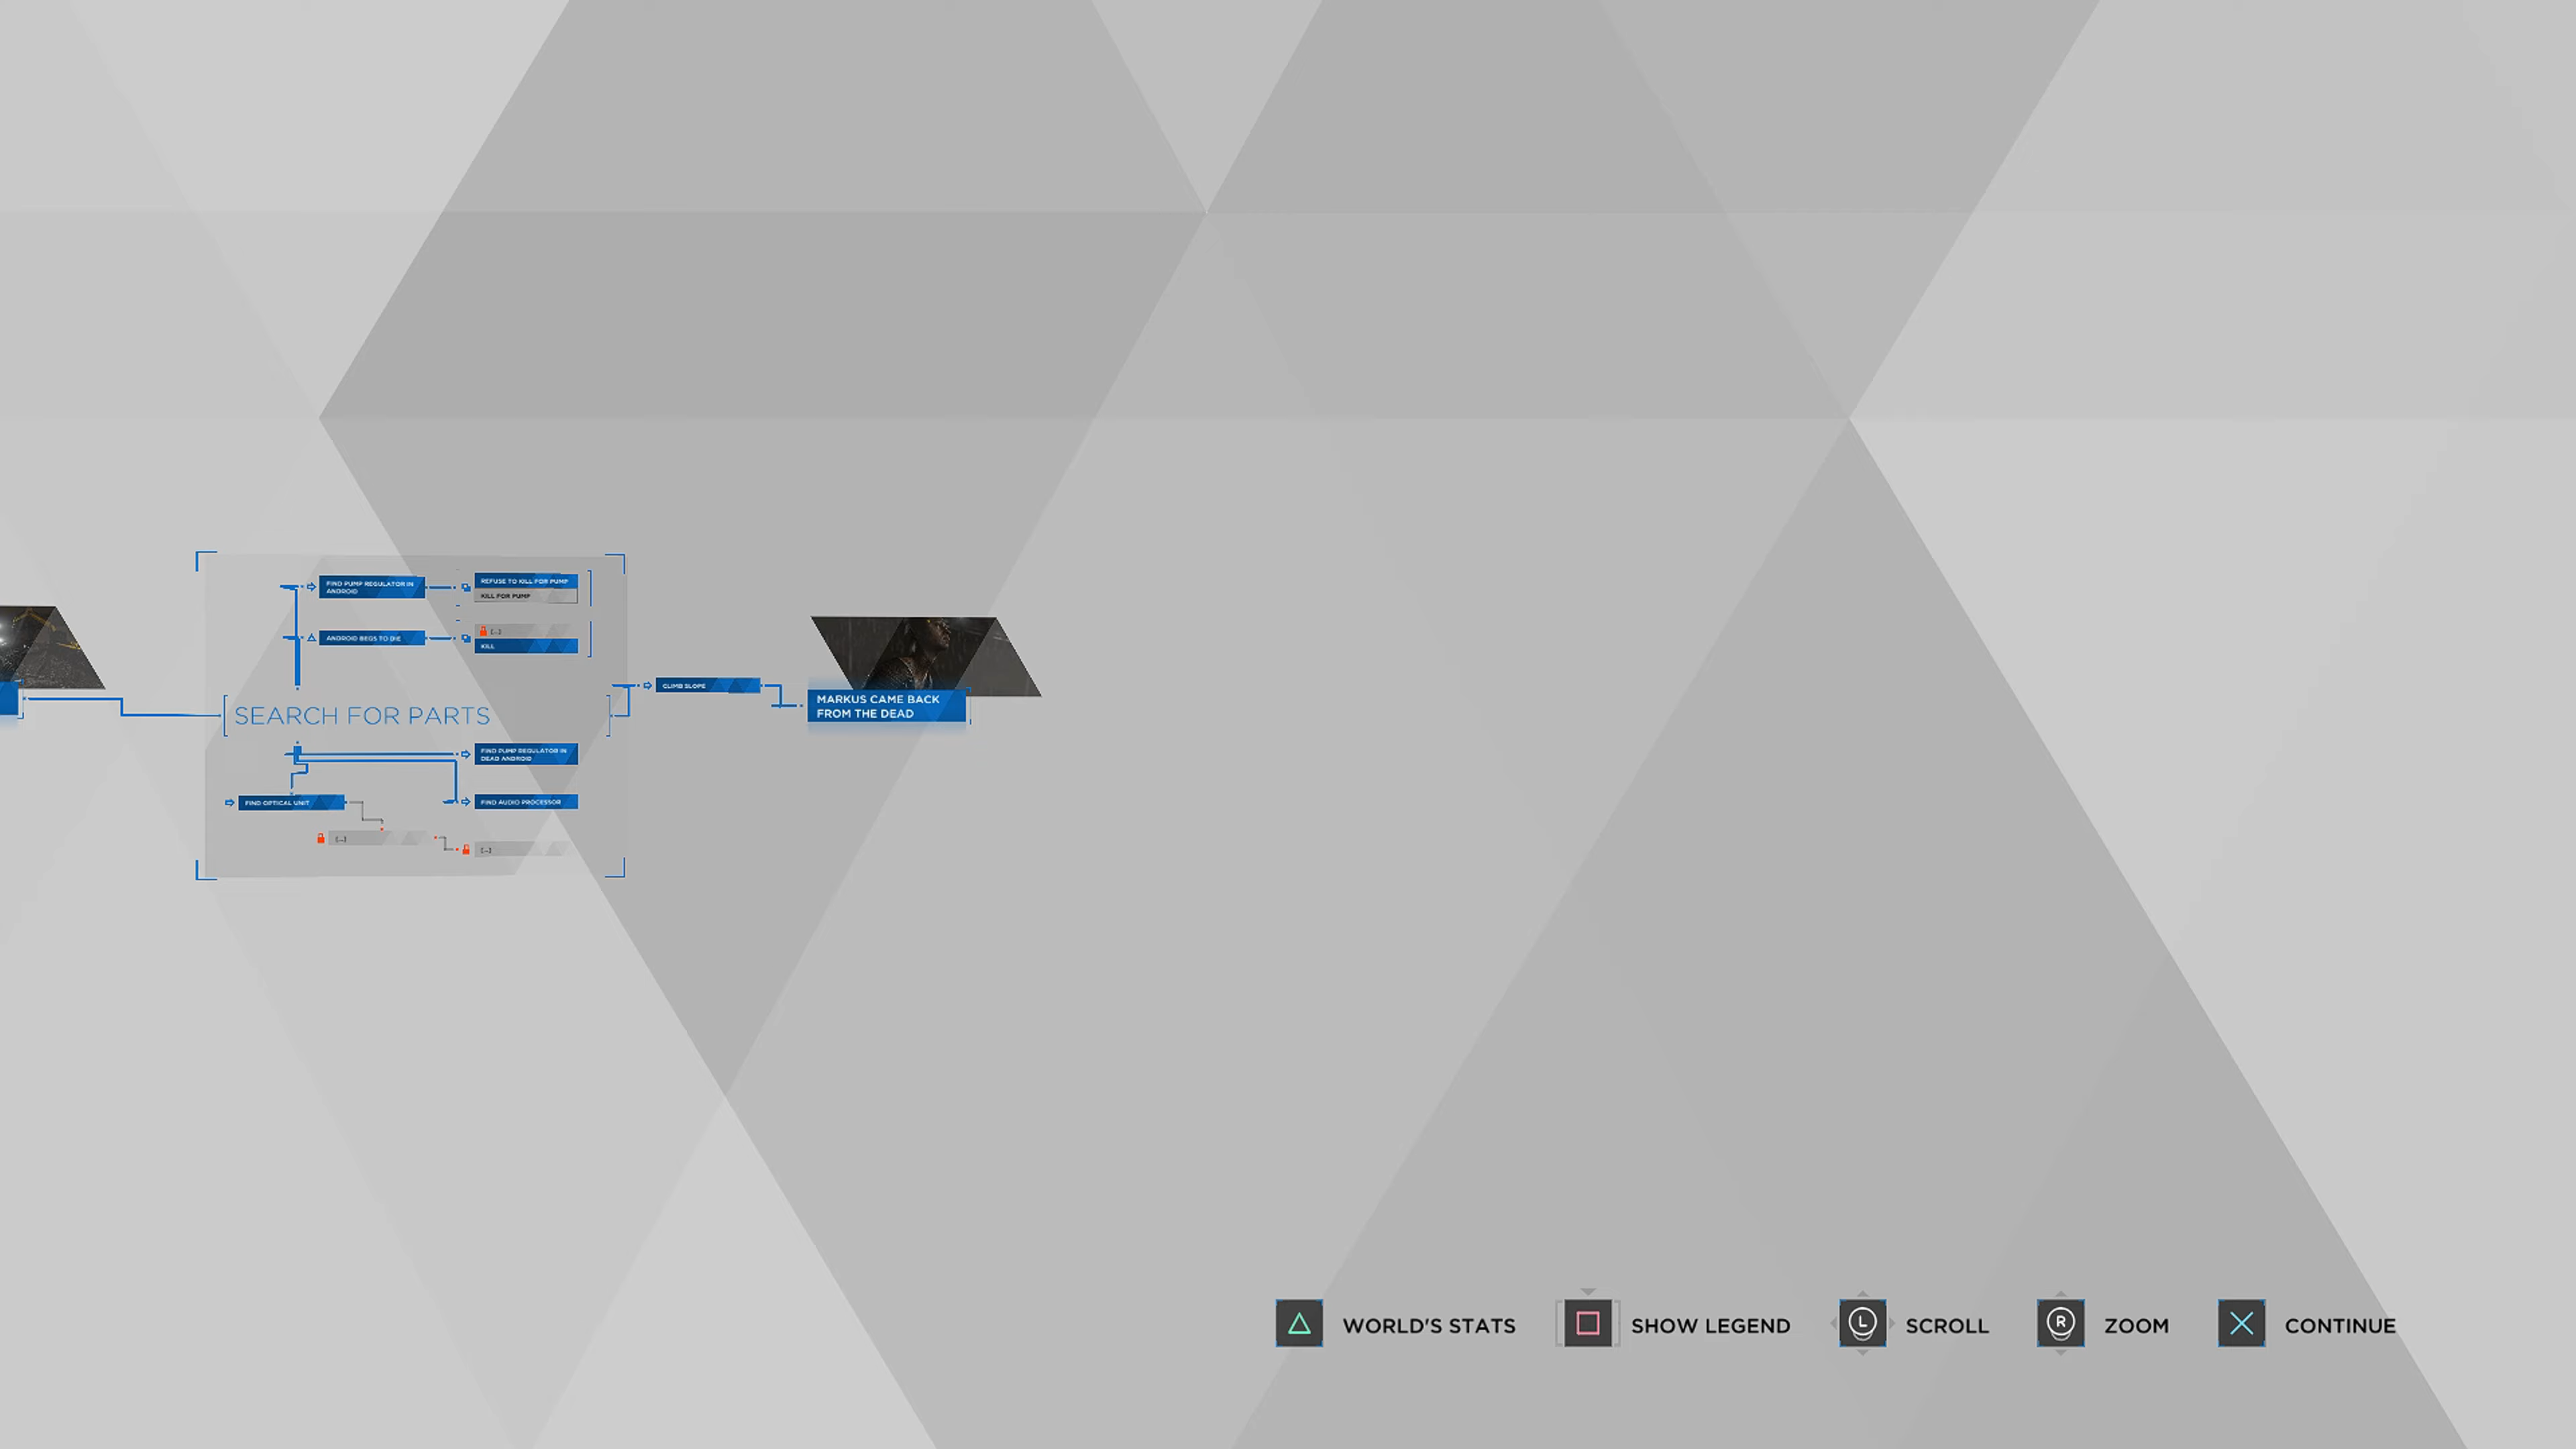 FIND PUMP REGULATOR IN
ANDROID
REFUSE TO KILL FOR PUMP
KILL FOR PUMP
ANDROID BEGS TO DIE
[...]
KILL
SEARCH FOR PARTS
CLIMB SLOPE
MARKUS CAME BACK
FROM THE DEAD
FIND PUMP REGULATOR IN
DEAD ANDROID
FIND OPTICAL UNIT
FIND AUDIO PROCESSOR
[...]
[...]
WORLD'S STATS
SHOW LEGEND
L
SCROLL
R
ZOOM
CONTINUE